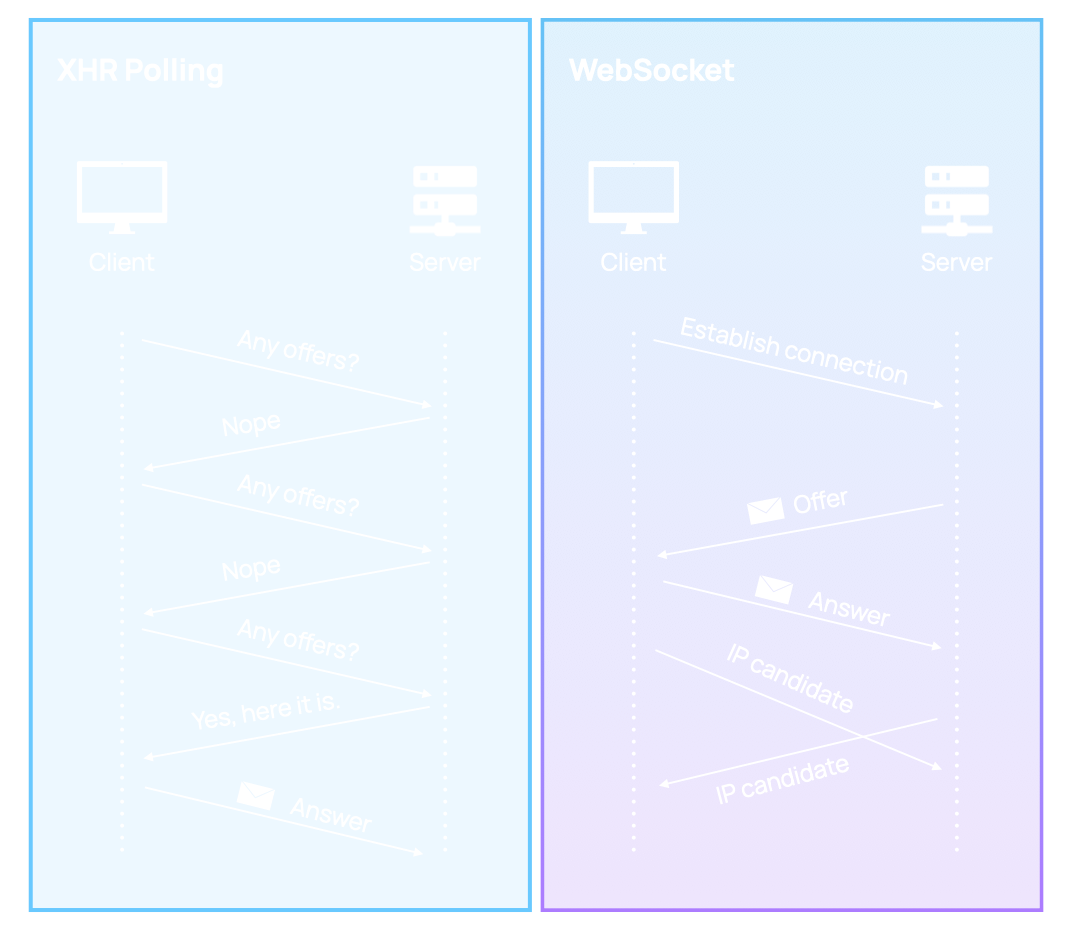 XHR Polling
Client
Server
Any offers?
Nope
Any offers?
Nope
Any offers?
Yes, here it is.
Answer
WebSocket
Client
Server
Establish connection
Offer
Answer
IP candidate
IP candidate